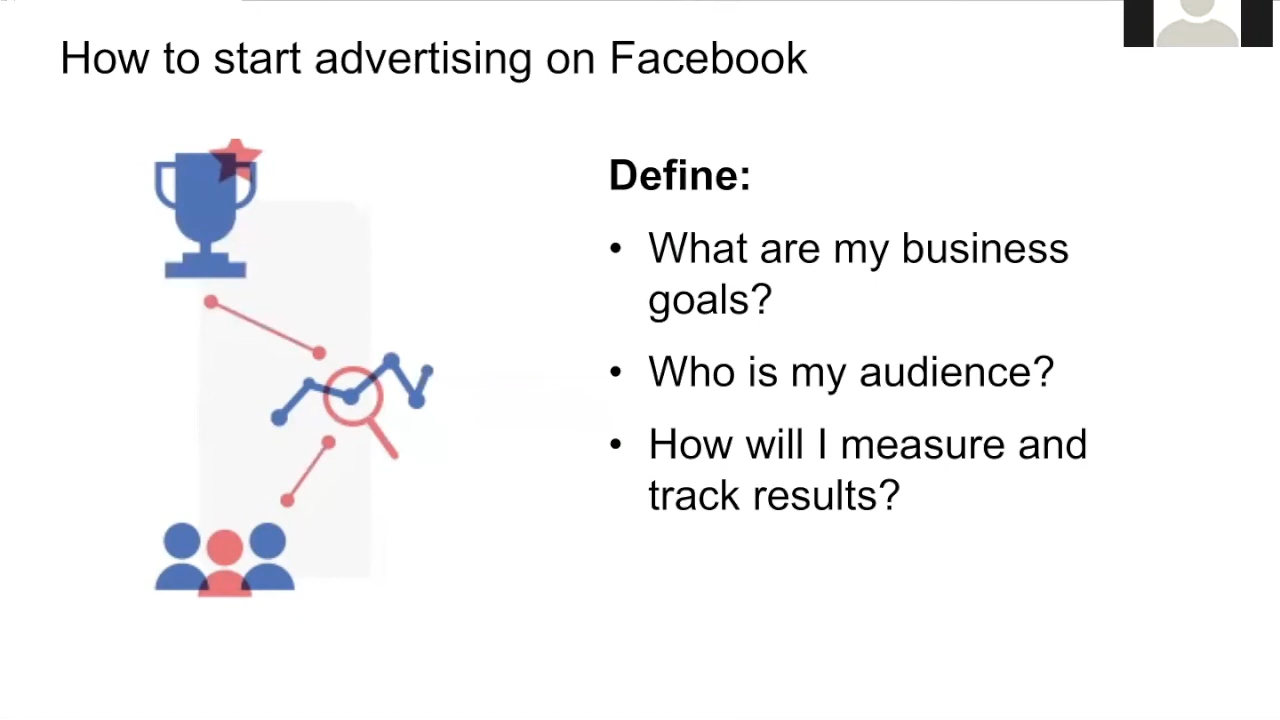 How to start advertising on Facebook
Define:
• What are my business
goals?
• Who is my audience?
• How will I measure and
track results?